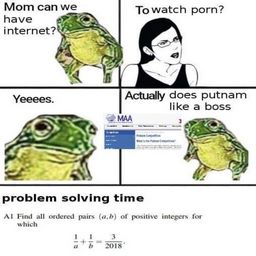 Mom can we
have
internet?
To watch porn?
Yeeees.
Actually does putnam
like a boss
MAA
problem solving time
A1 Find all ordered pairs (a, b) of positive integers for
which
1/a + 1/b = 3/2018.